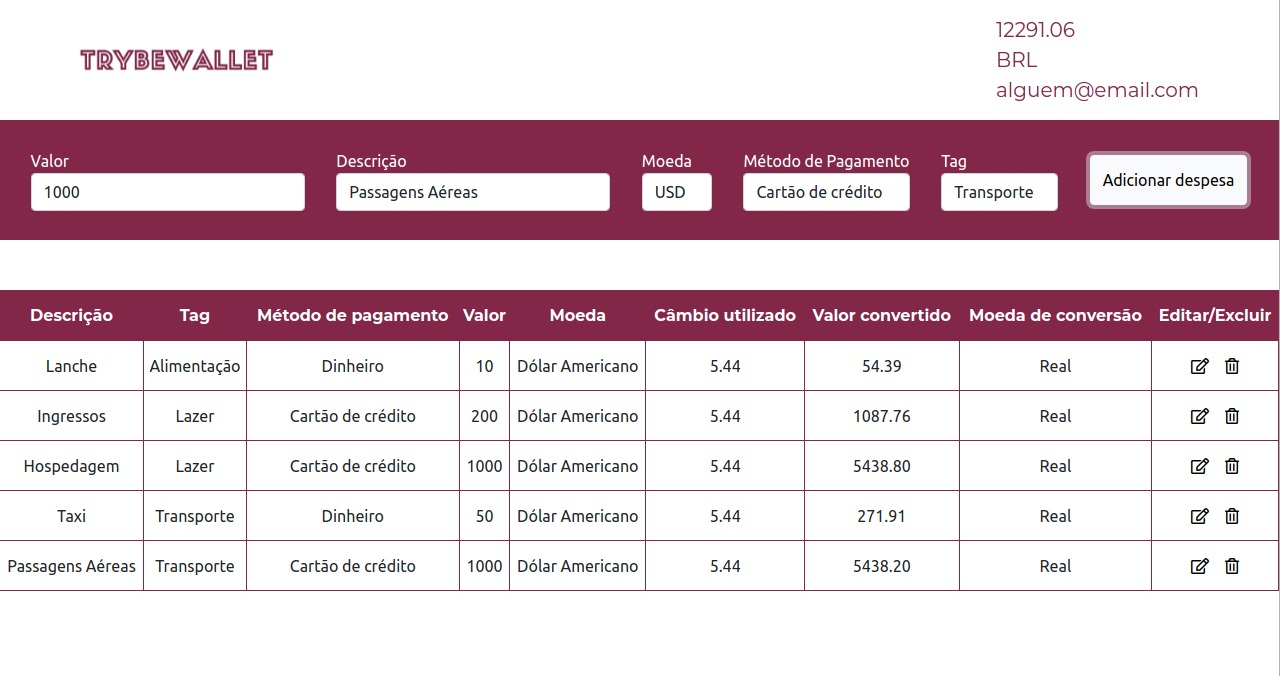 TRYBEWALLET
12291.06
BRL
alguem@email.com
Valor Descrição Moeda Método de Pagamento Tag
1000 Passagens Aéreas USD Cartão de crédito Transporte Adicionar despesa
Descrição Tag Método de pagamento Valor Moeda Câmbio utilizado Valor convertido Moeda de conversão Editar/Excluir
Lanche Alimentação Dinheiro 10 Dólar Americano 5.44 54.39 Real
Ingressos Lazer Cartão de crédito 200 Dólar Americano 5.44 1087.76 Real
Hospedagem Lazer Cartão de crédito 1000 Dólar Americano 5.44 5438.80 Real
Taxi Transporte Dinheiro 50 Dólar Americano 5.44 271.91 Real
Passagens Aéreas Transporte Cartão de crédito 1000 Dólar Americano 5.44 5438.20 Real